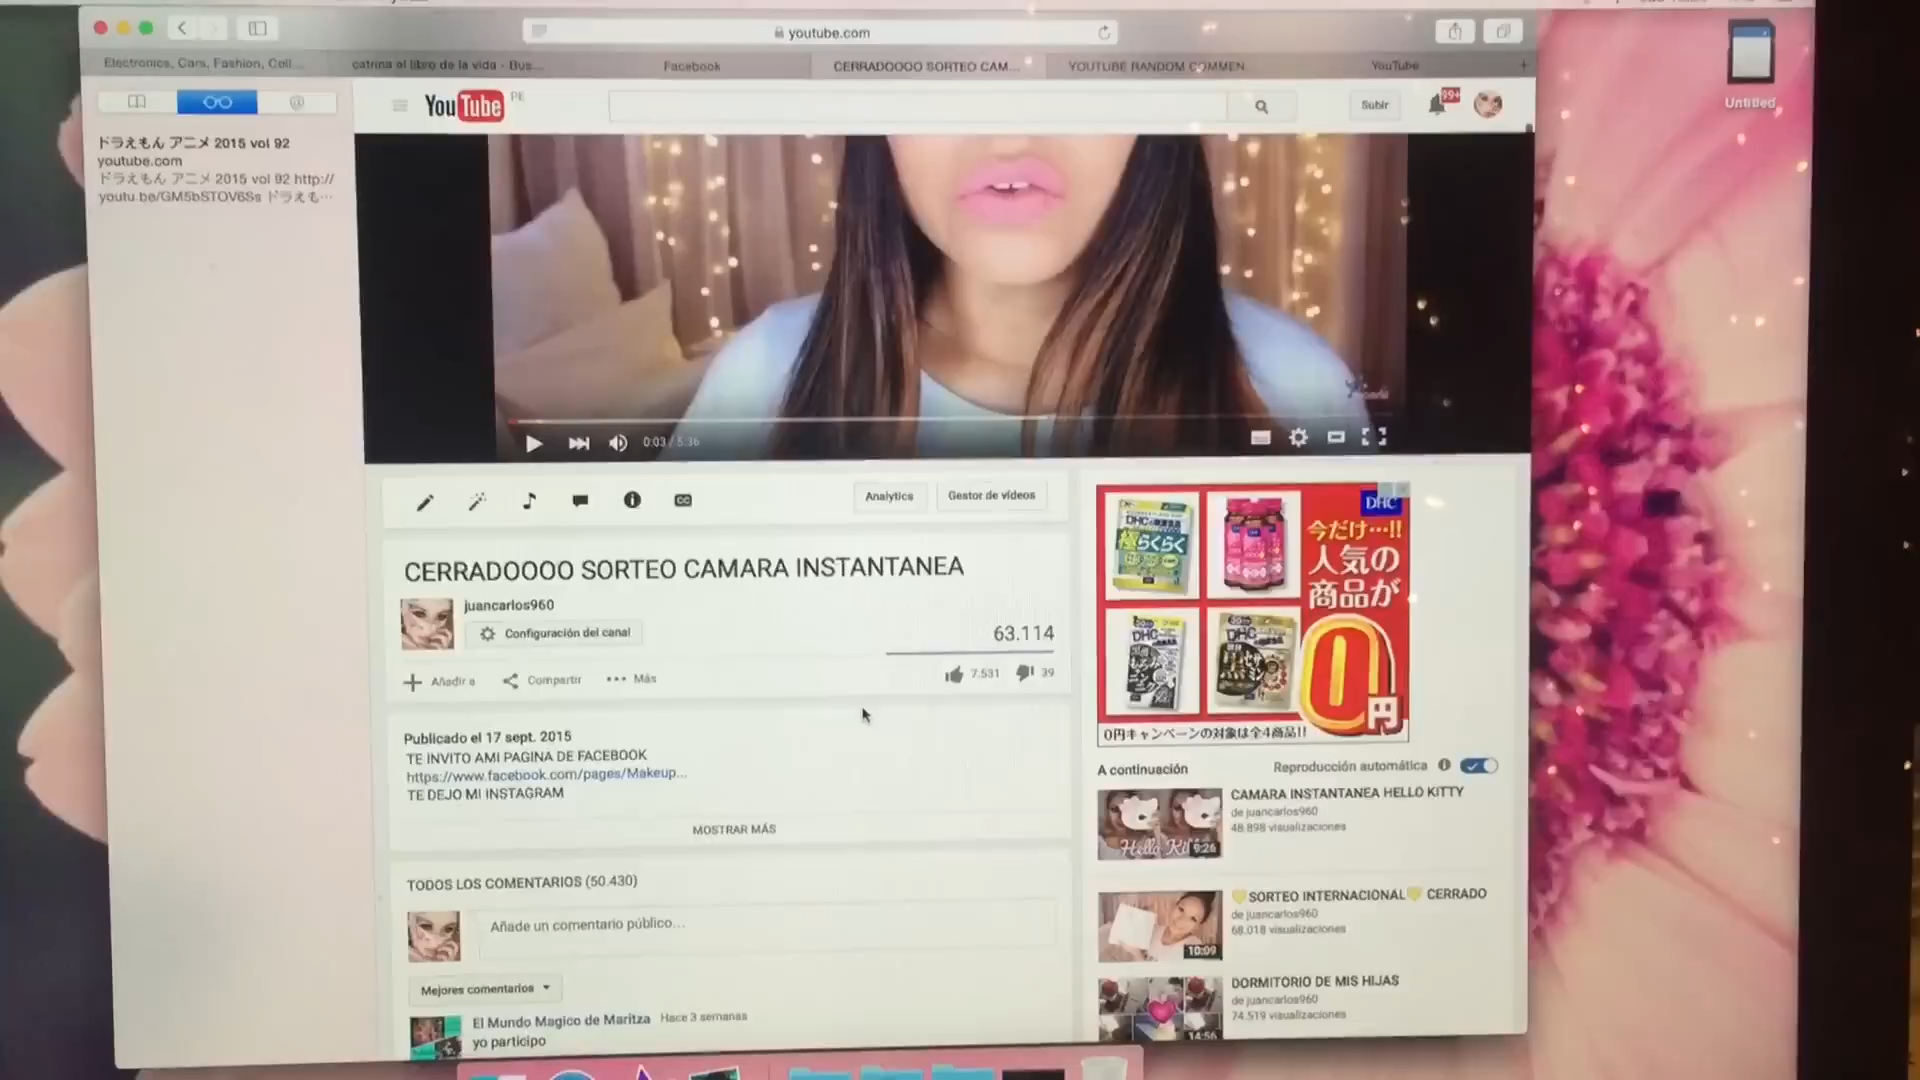 youtube.com
Electronics, Cars, Fashion, Coll...
catrina el libro de la vida - Bus...
Facebook
CERRADOOOO SORTEO CAM...
YOUTUBE RANDOM COMMEN
YouTube
YouTube PE
Subir
99+
Untitled
ドラえもん アニメ 2015 vol 92
youtube.com
ドラえもん アニメ 2015 vol 92 http://
youtu.be/GM5bSTOV6Ss ドラえも…
0:03 / 5:36
Analytics
Gestor de vídeos
CERRADOOOO SORTEO CAMARA INSTANTANEA
juancarlos960
Configuración del canal
63.114
Añadir a
Compartir
Más
7.531
39
Publicado el 17 sept. 2015
TE INVITO AMI PAGINA DE FACEBOOK
https://www.facebook.com/pages/Makeup...
TE DEJO MI INSTAGRAM
MOSTRAR MÁS
TODOS LOS COMENTARIOS (50.430)
Añade un comentario público...
Mejores comentarios
El Mundo Magico de Maritza Hace 3 semanas
yo participo
DHC
今だけ…!!
人気の
商品が
0円
0円キャンペーンの対象は全4商品!!
A continuación
Reproducción automática
CAMARA INSTANTANEA HELLO KITTY
de juancarlos960
48.898 visualizaciones
9:26
SORTEO INTERNACIONAL CERRADO
de juancarlos960
68.018 visualizaciones
10:09
DORMITORIO DE MIS HIJAS
de juancarlos960
74.519 visualizaciones
14:56